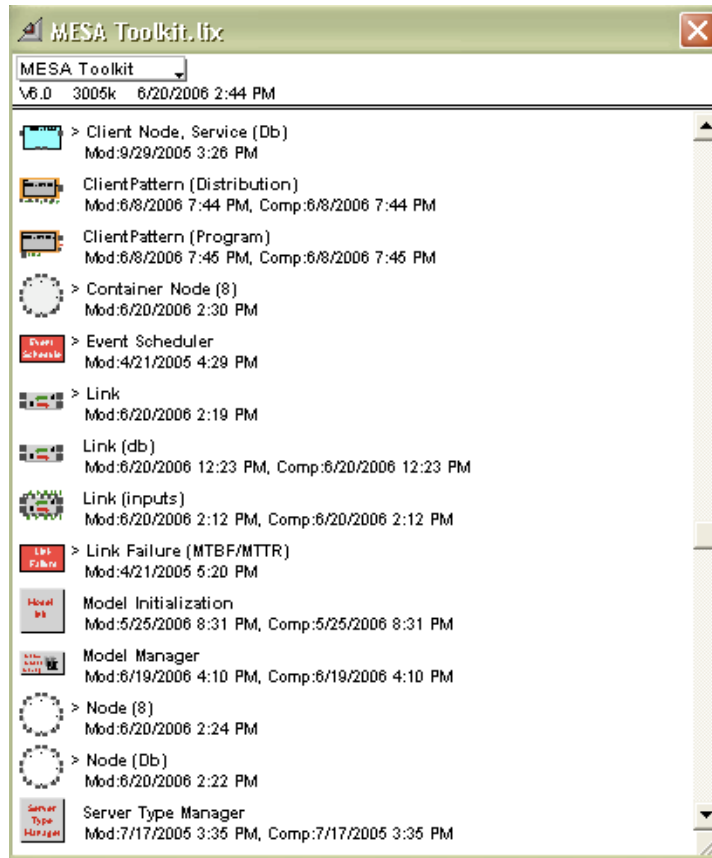 MESA Toolkit.lix
MESA Toolkit
V6.0 3005k 6/20/2006 2:44 PM
> Client Node, Service (Db)
Mod:9/29/2005 3:26 PM
ClientPattern (Distribution)
Mod:6/8/2006 7:44 PM, Comp:6/8/2006 7:44 PM
ClientPattern (Program)
Mod:6/8/2006 7:45 PM, Comp:6/8/2006 7:45 PM
> Container Node (8)
Mod:6/20/2006 2:30 PM
Event
Schedule
> Event Scheduler
Mod:4/21/2005 4:29 PM
> Link
Mod:6/20/2006 2:19 PM
Link (db)
Mod:6/20/2006 12:23 PM, Comp:6/20/2006 12:23 PM
Link (inputs)
Mod:6/20/2006 2:12 PM, Comp:6/20/2006 2:12 PM
Link
Failure
> Link Failure (MTBF/MTTR)
Mod:4/21/2005 5:20 PM
Model
Init
Model Initialization
Mod:5/25/2006 8:31 PM, Comp:5/25/2006 8:31 PM
Model Manager
Mod:6/19/2006 4:10 PM, Comp:6/19/2006 4:10 PM
> Node (8)
Mod:6/20/2006 2:24 PM
> Node (Db)
Mod:6/20/2006 2:22 PM
Server
Type
Manager
Server Type Manager
Mod:7/17/2005 3:35 PM, Comp:7/17/2005 3:35 PM